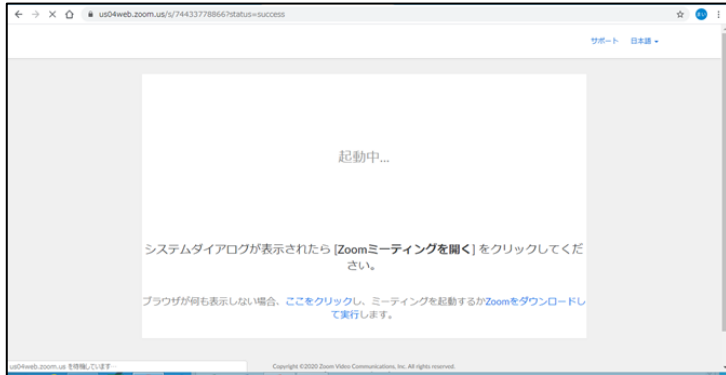 us04web.zoom.us/s/74433778866?status=success
サポート 日本語
起動中...
システムダイアログが表示されたら [Zoomミーティングを開く] をクリックしてくだ
さい。
ブラウザが何も表示しない場合、ここをクリックし、ミーティングを起動するかZoomをダウンロードし
て実行します。
us04web.zoom.us を待機しています…
Copyright ©2020 Zoom Video Communications, Inc. All rights reserved.